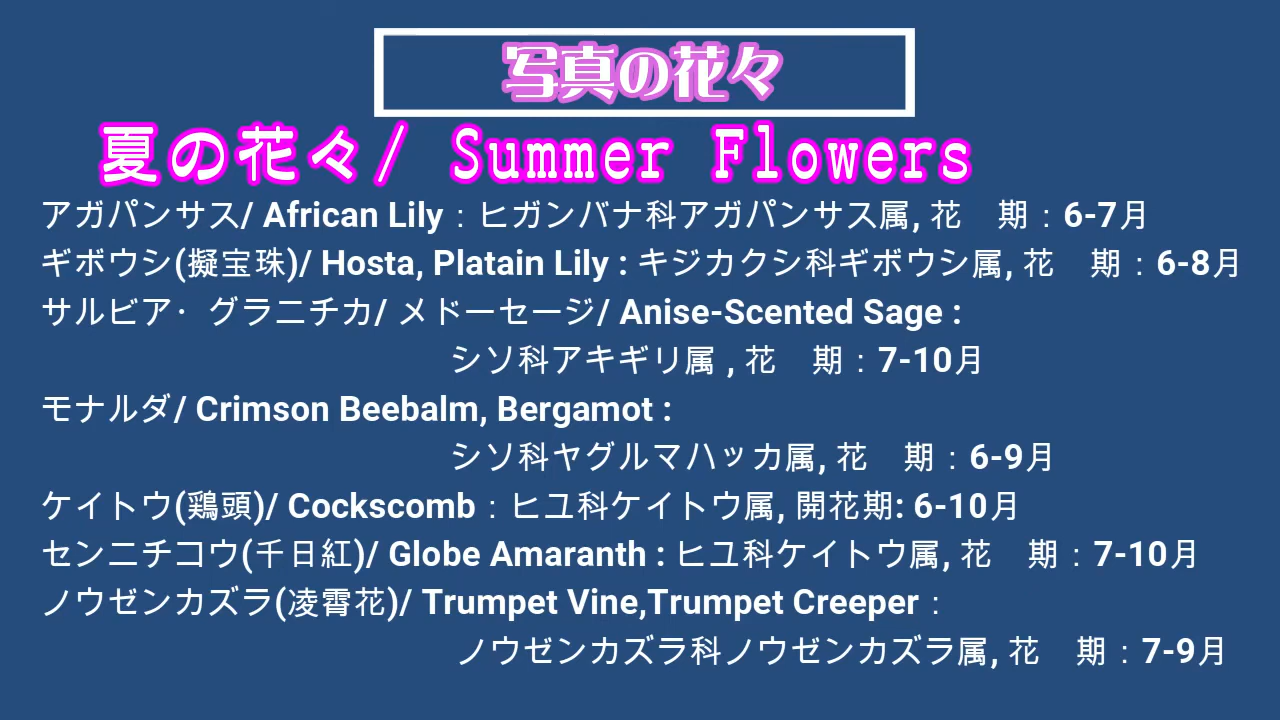 写真の花々
夏の花々/ Summer Flowers
アガパンサス/ African Lily：ヒガンバナ科アガパンサス属, 花　期：6-7月
ギボウシ(擬宝珠)/ Hosta, Platain Lily : キジカクシ科ギボウシ属, 花　期：6-8月
サルビア・グラニチカ/ メドーセージ/ Anise-Scented Sage :
シソ科アキギリ属 , 花　期：7-10月
モナルダ/ Crimson Beebalm, Bergamot :
シソ科ヤグルマハッカ属, 花　期：6-9月
ケイトウ(鶏頭)/ Cockscomb：ヒユ科ケイトウ属, 開花期: 6-10月
センニチコウ(千日紅)/ Globe Amaranth : ヒユ科ケイトウ属, 花　期：7-10月
ノウゼンカズラ(凌霄花)/ Trumpet Vine,Trumpet Creeper：
ノウゼンカズラ科ノウゼンカズラ属, 花　期：7-9月